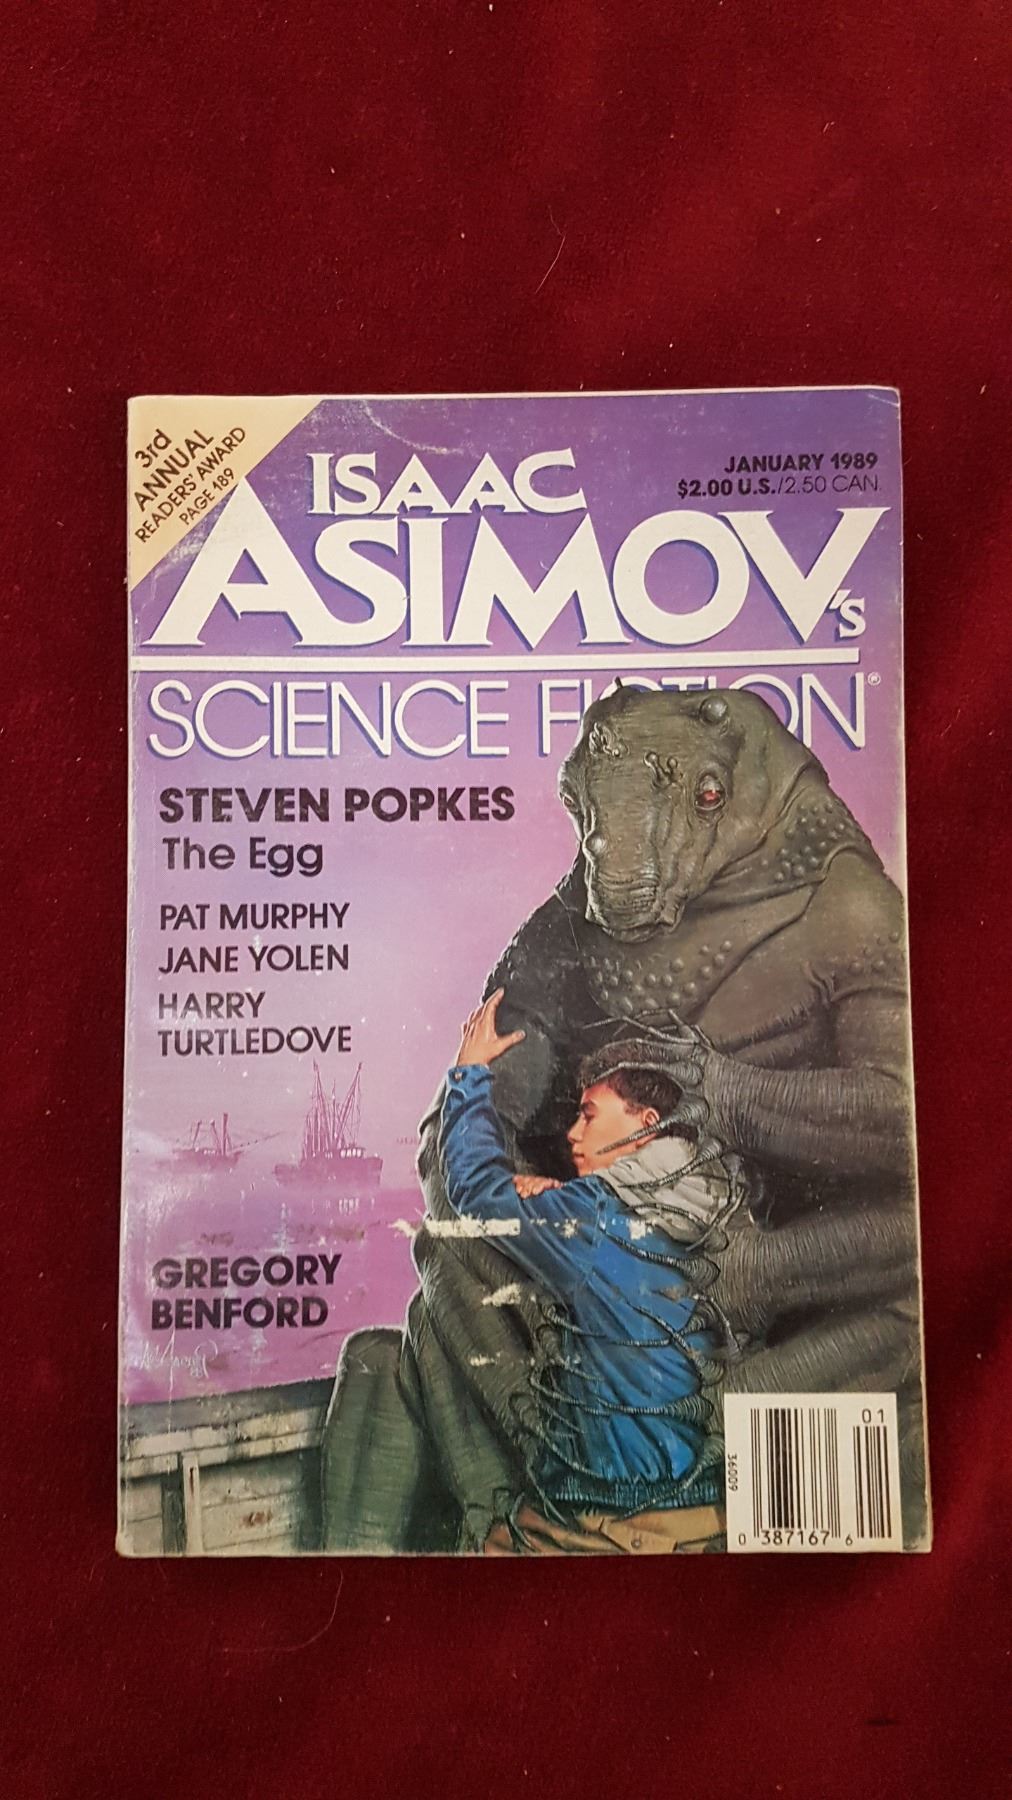 3rd
ANNUAL
READERS' AWARD
PAGE 189
JANUARY 1989
$2.00 U.S./2.50 CAN.
ISAAC
ASIMOV's
SCIENCE FICTION®
STEVEN POPKES
The Egg
PAT MURPHY
JANE YOLEN
HARRY
TURTLEDOVE
GREGORY
BENFORD
01
36009
0 387167 6